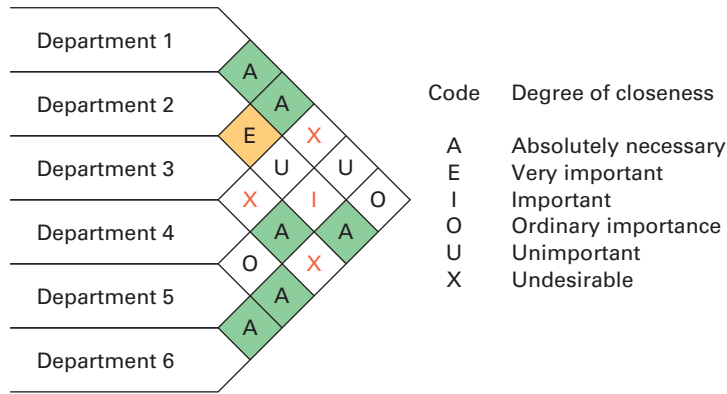 Department 1
A
Department 2
A
Code Degree of closeness
E
X
A Absolutely necessary
Department 3
U
U
E Very important
X
I
O
I Important
Department 4
A
A
O Ordinary importance
O
X
U Unimportant
Department 5
A
X Undesirable
A
Department 6